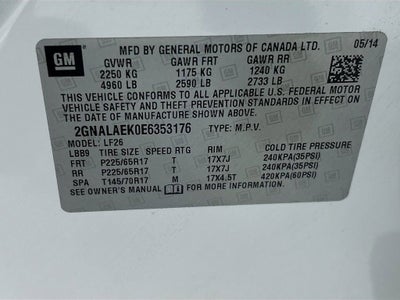 GM
MFD BY GENERAL MOTORS OF CANADA LTD. 05/14
GVWR GAWR FRT GAWR RR
2250 KG 1175 KG 1240 KG
4960 LB 2590 LB 2733 LB
THIS VEHICLE CONFORMS TO ALL APPLICABLE U.S. FEDERAL MOTOR
VEHICLE SAFETY AND THEFT PREVENTION STANDARDS IN EFFECT ON
THE DATE OF MANUFACTURE SHOWN ABOVE.
2GNALAEK0E6353176 TYPE: M.P.V.
MODEL: LF26
LBB9 TIRE SIZE SPEED RTG RIM COLD TIRE PRESSURE
FRT P225/65R17 T 17X7J 240KPA(35PSI)
RR P225/65R17 T 17X7J 240KPA(35PSI)
SPA T145/70R17 M 17X4.5T 420KPA(60PSI)
SEE OWNER'S MANUAL FOR ADDITIONAL INFORMATION.